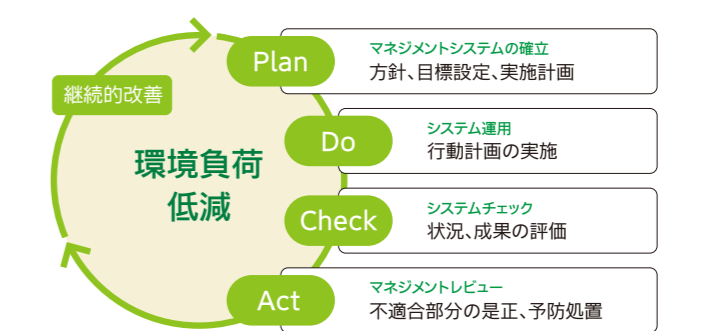 Plan
マネジメントシステムの確立
方針、目標設定、実施計画
継続的改善
Do
システム運用
行動計画の実施
環境負荷
低減
Check
システムチェック
状況、成果の評価
Act
マネジメントレビュー
不適合部分の是正、予防処置